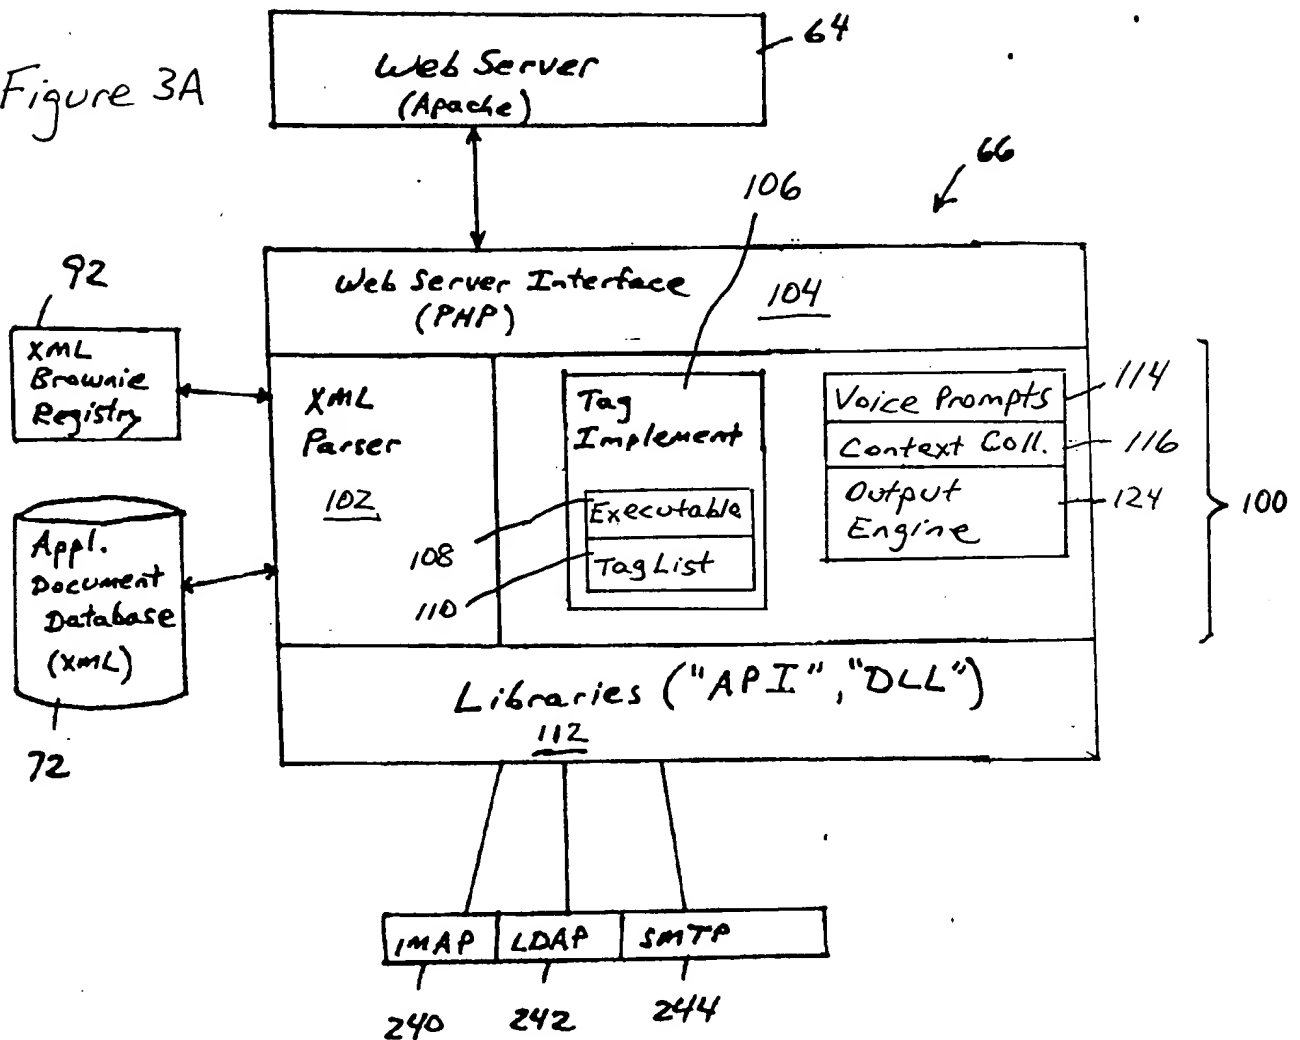 Figure 3A
Web Server
(Apache)
64
66
106
92
Web Server Interface
(PHP)
104
XML
Brownie
Registry
XML
Parser
102
Tag
Implement
Executable
Tag List
108
110
Voice Prompts
Context Coll.
Output
Engine
114
116
124
100
Appl.
Document
Database
(XML)
72
Libraries ("API", "DLL")
112
IMAP
LDAP
SMTP
240
242
244